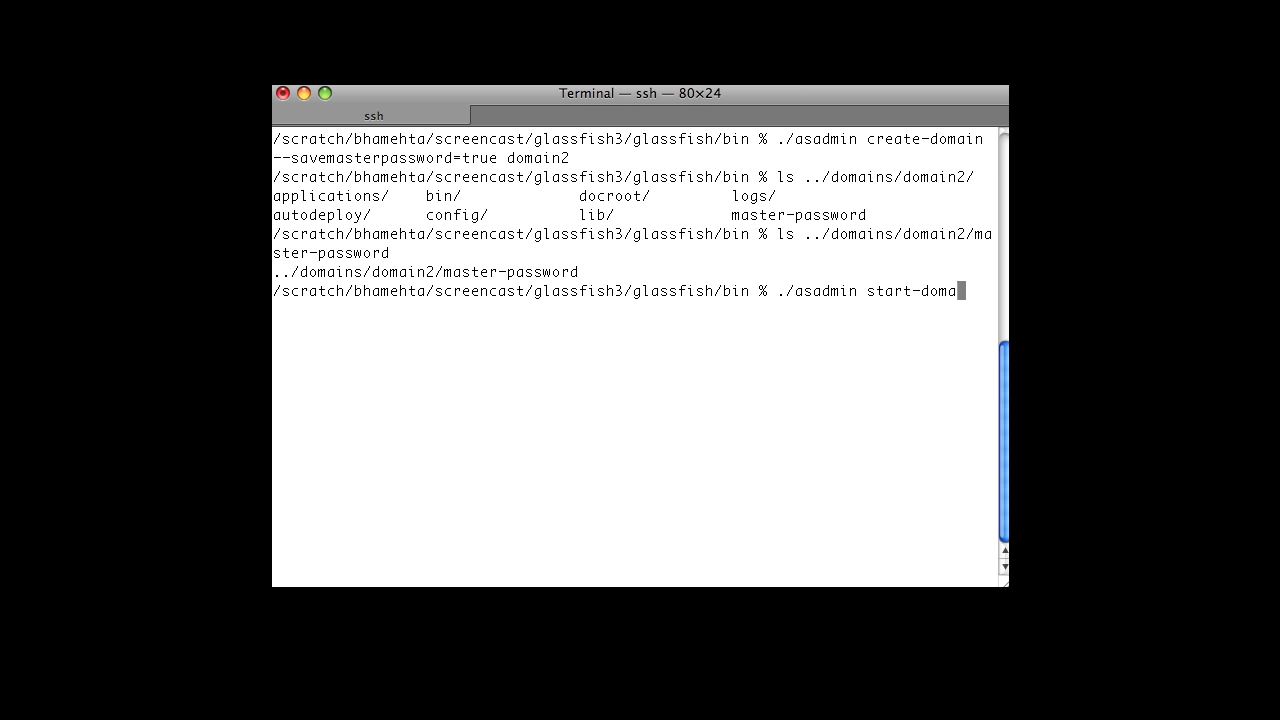 Terminal — ssh — 80×24
ssh
/scratch/bhamehta/screencast/glassfish3/glassfish/bin % ./asadmin create-domain
--savemasterpassword=true domain2
/scratch/bhamehta/screencast/glassfish3/glassfish/bin % ls ../domains/domain2/
applications/ bin/ docroot/ logs/
autodeploy/ config/ lib/ master-password
/scratch/bhamehta/screencast/glassfish3/glassfish/bin % ls ../domains/domain2/ma
ster-password
../domains/domain2/master-password
/scratch/bhamehta/screencast/glassfish3/glassfish/bin % ./asadmin start-doma